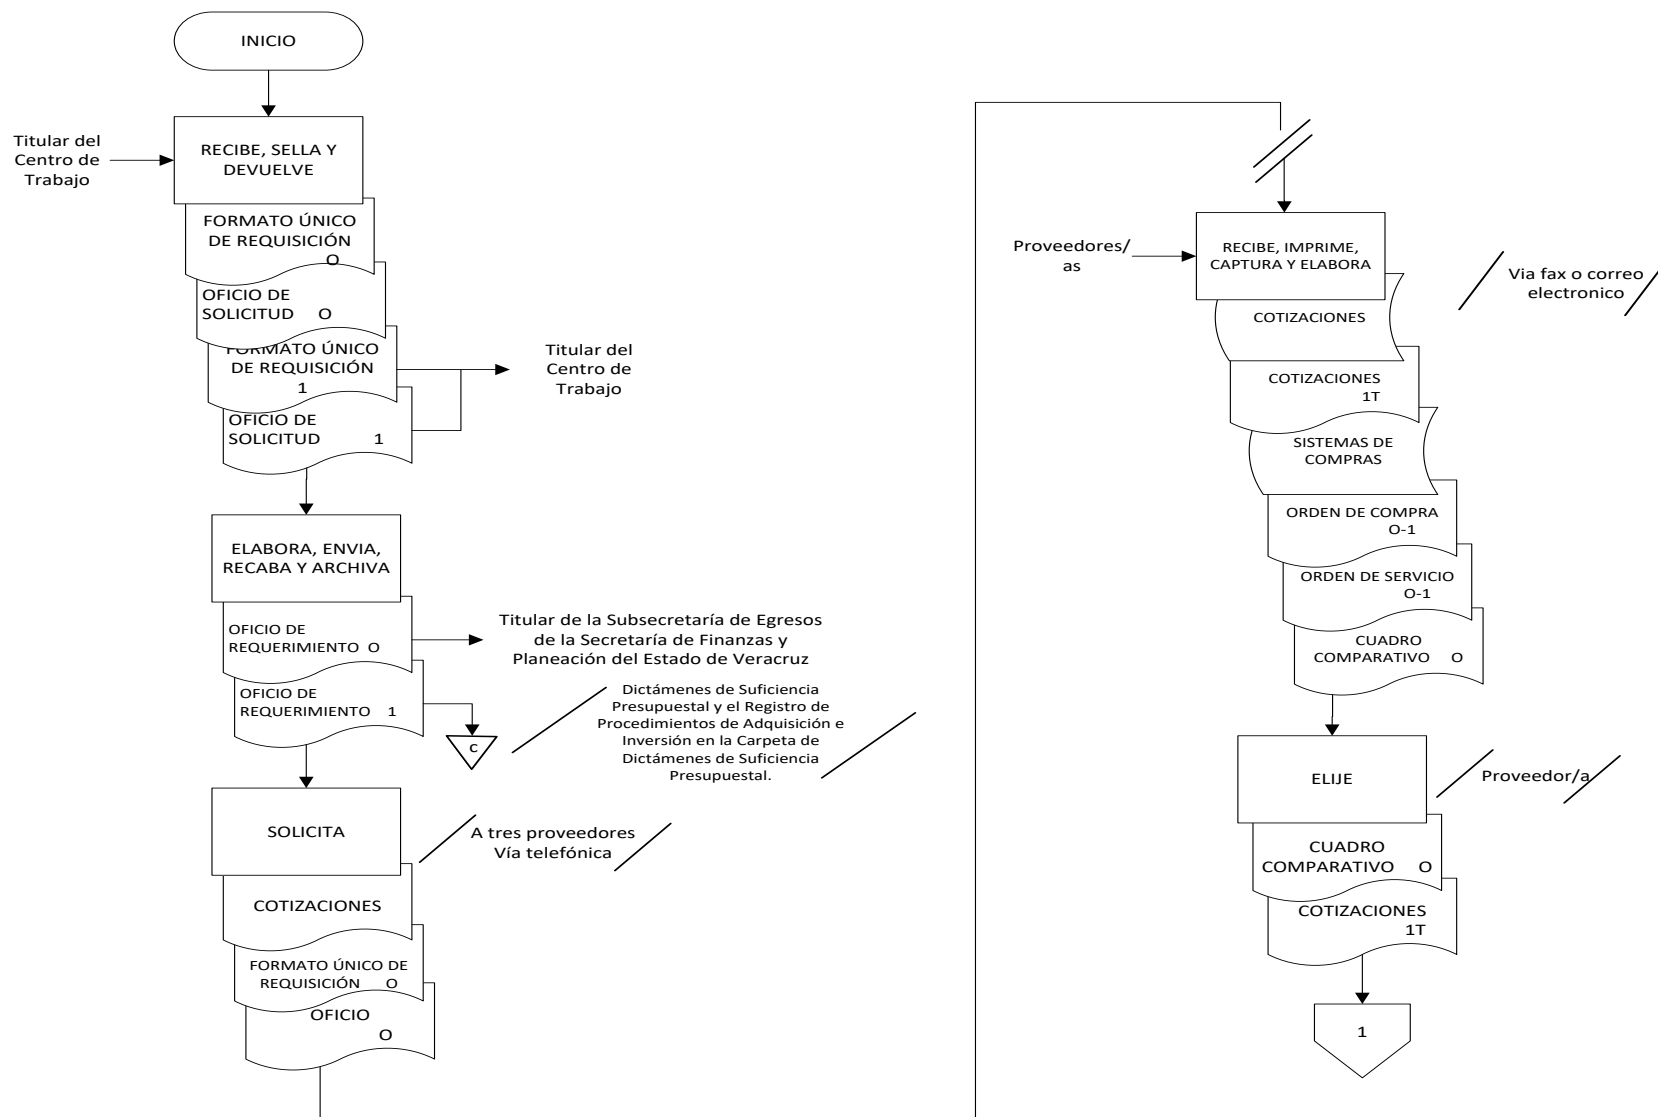 INICIO
Titular del
Centro de
Trabajo
RECIBE, SELLA Y
DEVUELVE
FORMATO ÚNICO
DE REQUISICIÓN
O
OFICIO DE
SOLICITUD O
FORMATO ÚNICO
DE REQUISICIÓN
1
OFICIO DE
SOLICITUD 1
Titular del
Centro de
Trabajo
ELABORA, ENVIA,
RECABA Y ARCHIVA
OFICIO DE
REQUERIMIENTO O
OFICIO DE
REQUERIMIENTO 1
Titular de la Subsecretaría de Egresos
de la Secretaría de Finanzas y
Planeación del Estado de Veracruz
C
Dictámenes de Suficiencia
Presupuestal y el Registro de
Procedimientos de Adquisición e
Inversión en la Carpeta de
Dictámenes de Suficiencia
Presupuestal.
SOLICITA
A tres proveedores
Vía telefónica
COTIZACIONES
FORMATO ÚNICO DE
REQUISICIÓN O
OFICIO
O
Proveedores/
as
RECIBE, IMPRIME,
CAPTURA Y ELABORA
Via fax o correo
electronico
COTIZACIONES
COTIZACIONES
1T
SISTEMAS DE
COMPRAS
ORDEN DE COMPRA
O-1
ORDEN DE SERVICIO
O-1
CUADRO
COMPARATIVO O
ELIJE
Proveedor/a
CUADRO
COMPARATIVO O
COTIZACIONES
1T
1